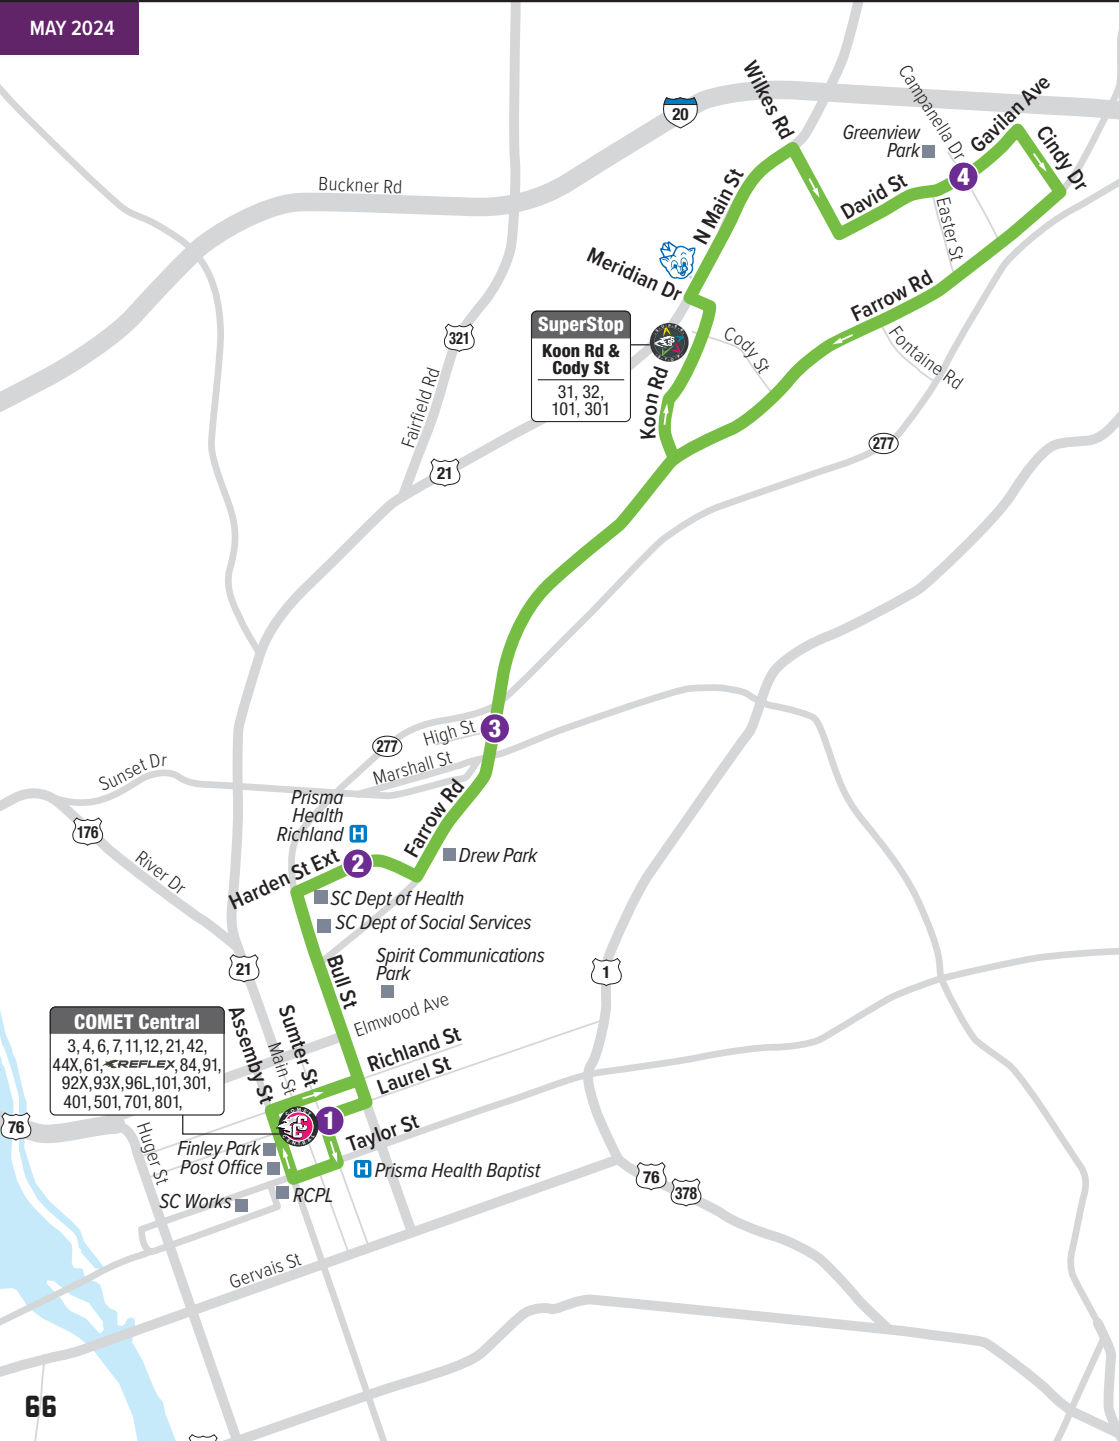 MAY 2024
20
Wilkes Rd
Campanella Dr
Gavilan Ave
Cindy Dr
Greenview
Park
4
David St
Easter St
Buckner Rd
N Main St
Meridian Dr
Farrow Rd
Fontaine Rd
Cody St
SuperStop
Koon Rd &
Cody St
31, 32,
101, 301
Koon Rd
321
Fairfield Rd
21
277
3
High St
277
Marshall St
Sunset Dr
176
River Dr
Prisma
Health
Richland H
2
Farrow Rd
Harden St Ext
Drew Park
SC Dept of Health
SC Dept of Social Services
Spirit Communications
Park
Bull St
21
1
Elmwood Ave
Assemby St
Sumter St
Main St
Richland St
Laurel St
COMET Central
3, 4, 6, 7, 11, 12, 21, 42,
44X, 61, REFLEX, 84, 91,
92X, 93X, 96L, 101, 301,
401, 501, 701, 801,
COMET
CENTRAL
1
Taylor St
76
Huger St
Finley Park
Post Office
H Prisma Health Baptist
RCPL
SC Works
76
378
Gervais St
66